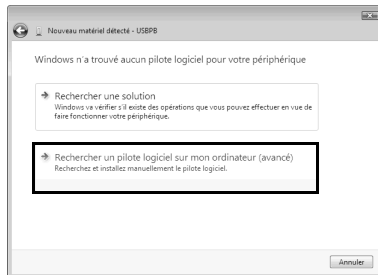 Nouveau matériel détecté - USBPB
Windows n'a trouvé aucun pilote logiciel pour votre périphérique
Rechercher une solution
Windows va vérifier s'il existe des opérations que vous pouvez effectuer en vue de
faire fonctionner votre périphérique.
Rechercher un pilote logiciel sur mon ordinateur (avancé)
Recherchez et installez manuellement le pilote logiciel.
Annuler